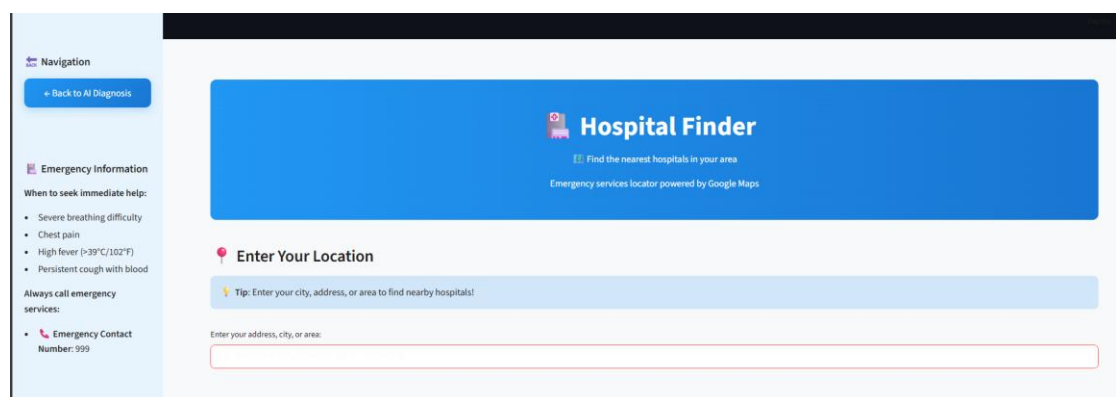 Navigation
← Back to AI Diagnosis
Emergency Information
When to seek immediate help:
• Severe breathing difficulty
• Chest pain
• High fever (>39°C/102°F)
• Persistent cough with blood
Always call emergency
services:
• Emergency Contact
Number: 999
Hospital Finder
Find the nearest hospitals in your area
Emergency services locator powered by Google Maps
Enter Your Location
Tip: Enter your city, address, or area to find nearby hospitals!
Enter your address, city, or area: